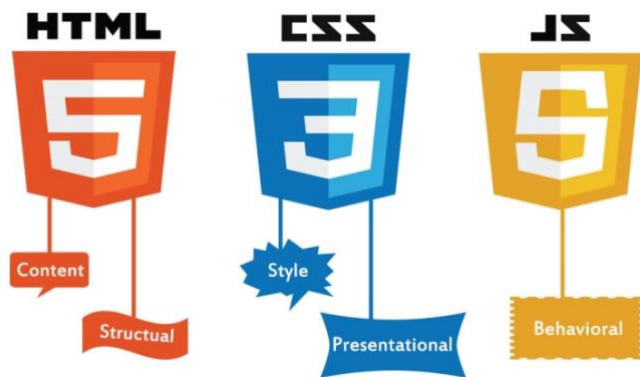 HTML
CSS
JS
5
3
5
Content
Style
Structual
Presentational
Behavioral